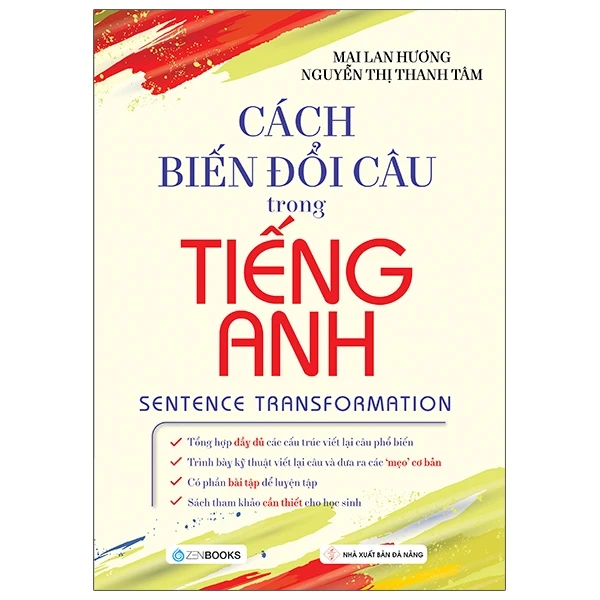 MAI LAN HƯƠNG
NGUYỄN THỊ THANH TÂM
CÁCH
BIẾN ĐỔI CÂU
trong
TIẾNG
ANH
SENTENCE TRANSFORMATION
Tổng hợp đầy đủ các cấu trúc viết lại câu phổ biến
Trình bày kỹ thuật viết lại câu và đưa ra các 'mẹo' cơ bản
Có phần bài tập để luyện tập
Sách tham khảo cần thiết cho học sinh
ZENBOOKS
NHÀ XUẤT BẢN ĐÀ NẴNG